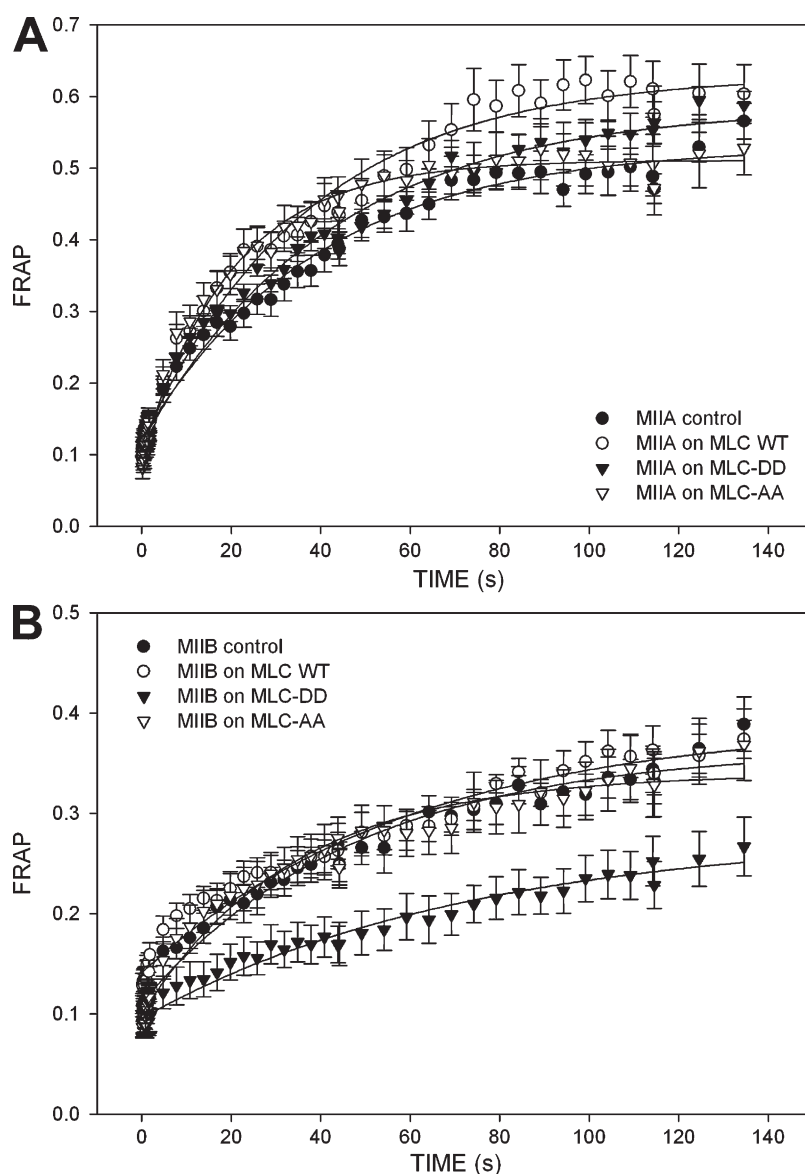 A
0.7
0.6
0.5
0.4
0.3
0.2
0.1
0.0
FRAP
MIIA control
MIIA on MLC WT
MIIA on MLC-DD
MIIA on MLC-AA
0 20 40 60 80 100 120 140
TIME (s)
B
0.5
0.4
0.3
0.2
0.1
0.0
FRAP
MIIB control
MIIB on MLC WT
MIIB on MLC-DD
MIIB on MLC-AA
0 20 40 60 80 100 120 140
TIME (s)